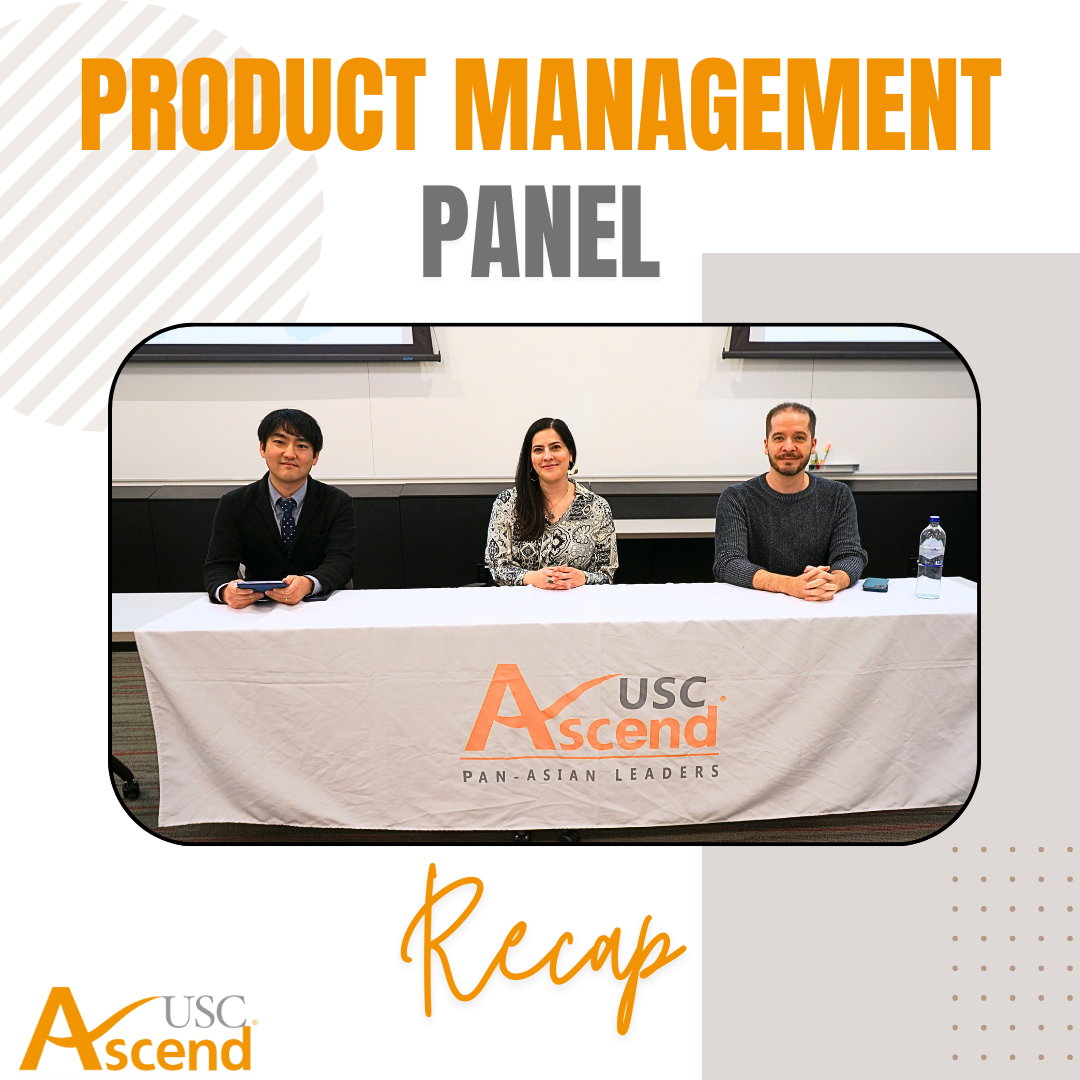 PRODUCT MANAGEMENT
PANEL
USC
Ascend®
PAN-ASIAN LEADERS
Recap
USC
Ascend®